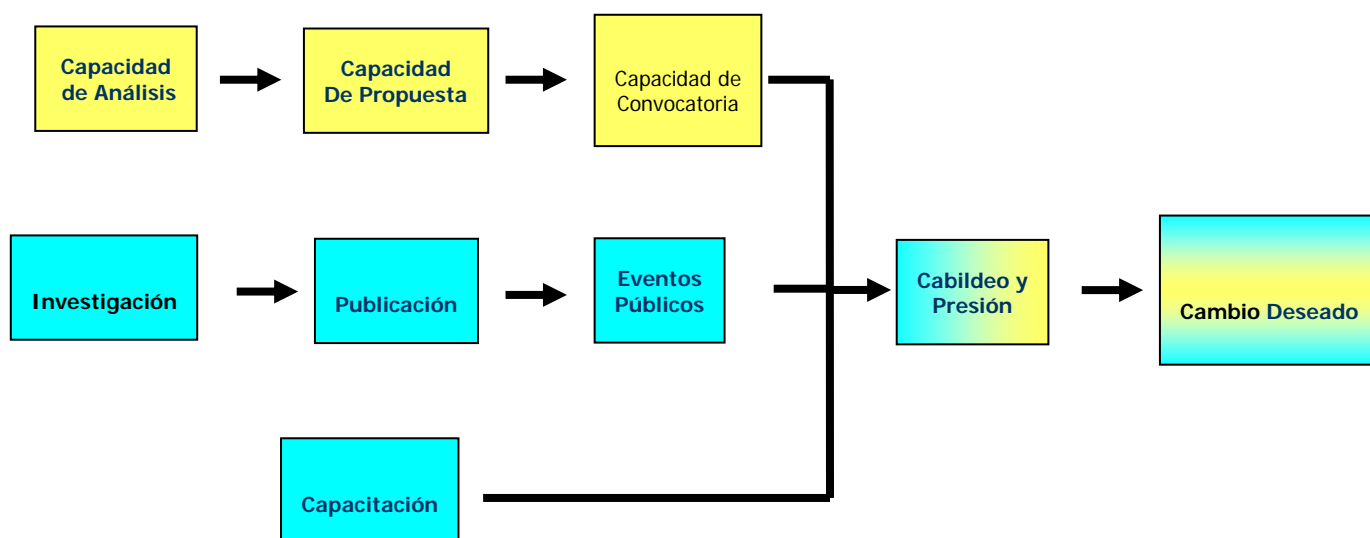 Capacidad
de Análisis
Capacidad
De Propuesta
Capacidad de
Convocatoria
Investigación
Publicación
Eventos
Públicos
Cabildeo y
Presión
Cambio Deseado
Capacitación